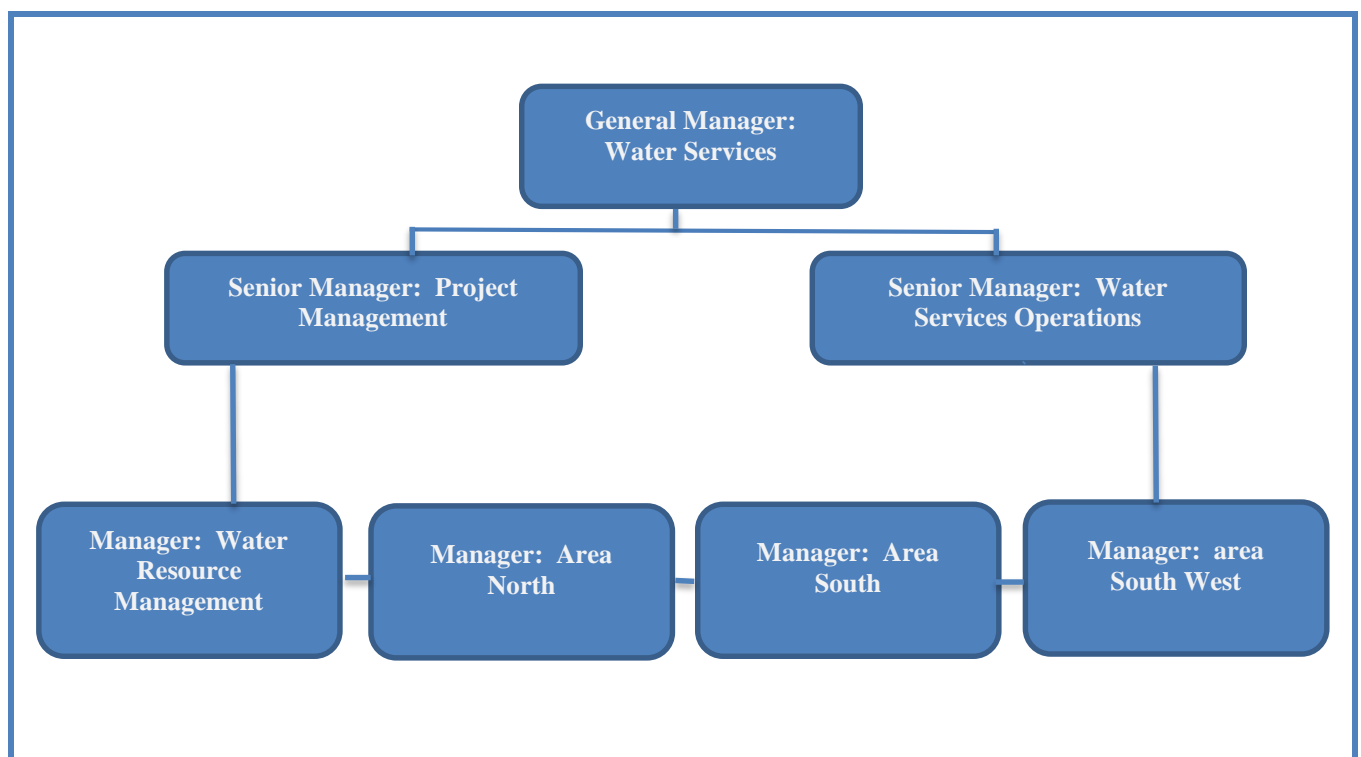 General Manager:
Water Services
Senior Manager:  Project
Management
Senior Manager:  Water
Services Operations
Manager:  Water
Resource
Management
Manager:  Area
North
Manager:  Area
South
Manager:  area
South West